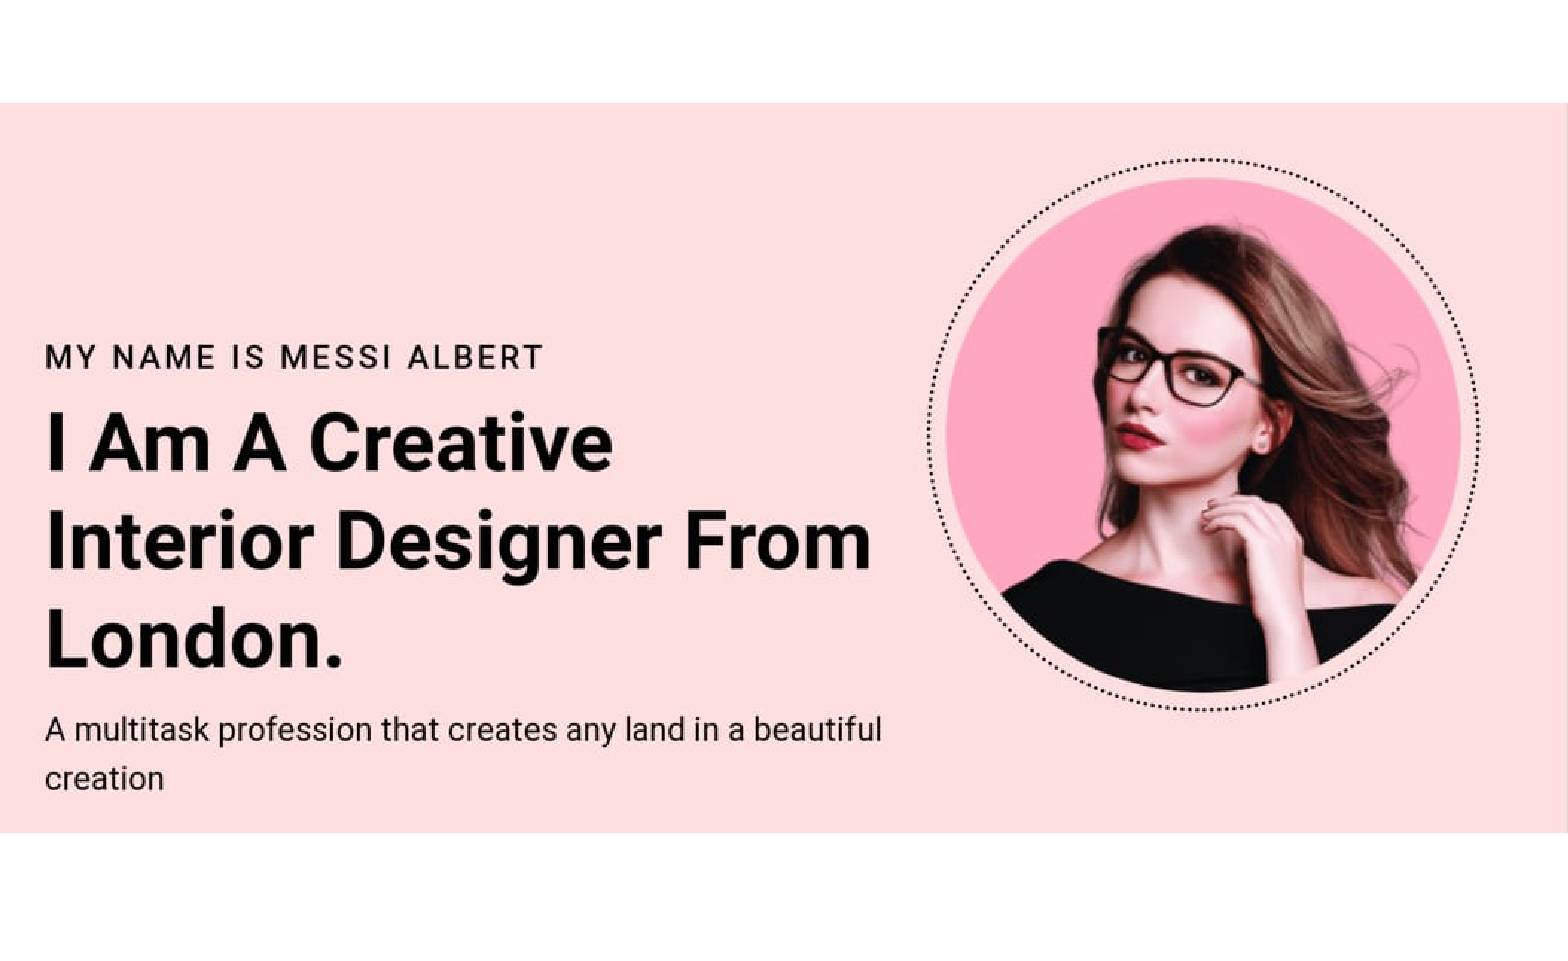 MY NAME IS MESSI ALBERT
I Am A Creative
Interior Designer From
London.
A multitask profession that creates any land in a beautiful
creation